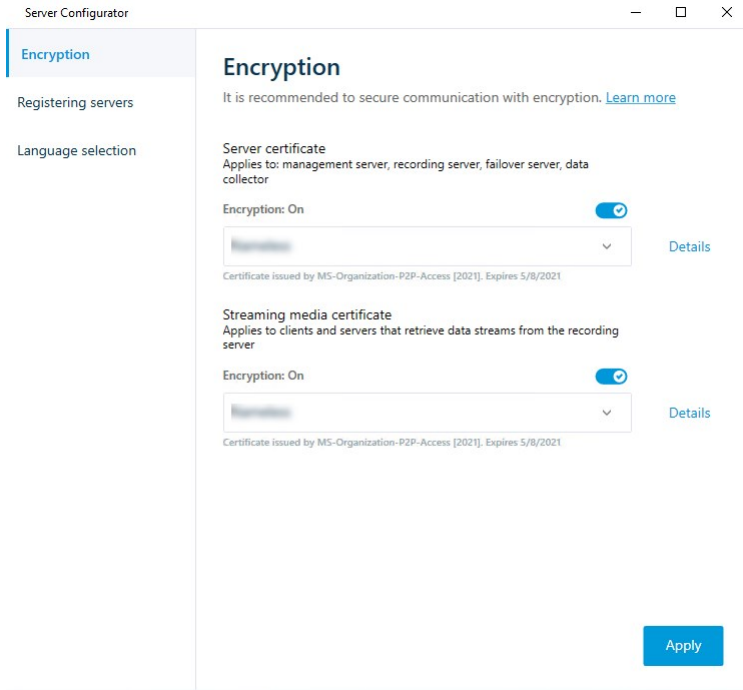 Server Configurator
Encryption
Registering servers
Language selection
Encryption
It is recommended to secure communication with encryption. Learn more
Server certificate
Applies to: management server, recording server, failover server, data
collector
Encryption: On
Details
Certificate issued by MS-Organization-P2P-Access [2021]. Expires 5/8/2021
Streaming media certificate
Applies to clients and servers that retrieve data streams from the recording
server
Encryption: On
Details
Certificate issued by MS-Organization-P2P-Access [2021]. Expires 5/8/2021
Apply